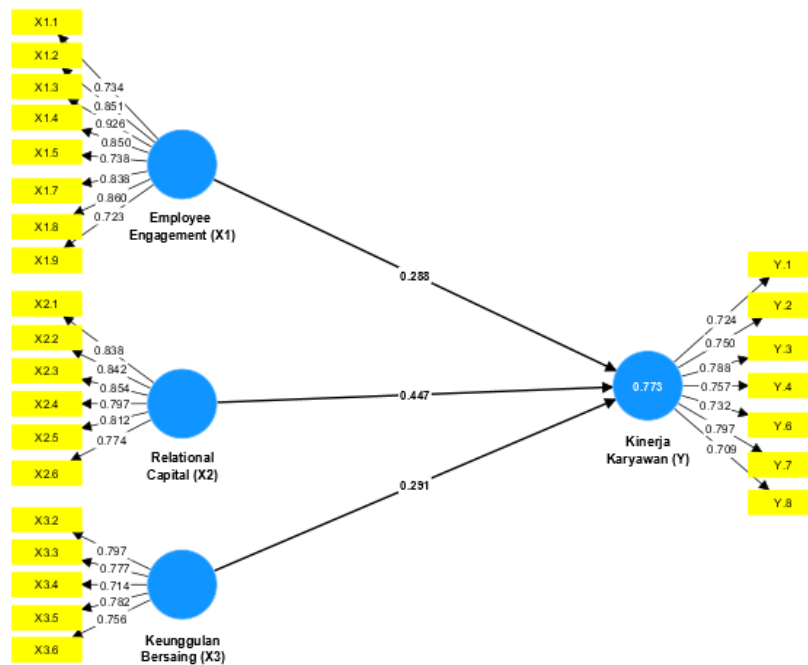 X1.1
X1.2
X1.3
X1.4
X1.5
X1.7
X1.8
X1.9
0.734
0.851
0.926
0.850
0.738
0.838
0.860
0.723
Employee
Engagement (X1)
0.288
X2.1
X2.2
X2.3
X2.4
X2.5
X2.6
0.838
0.842
0.854
0.797
0.812
0.774
Relational
Capital (X2)
0.447
X3.2
X3.3
X3.4
X3.5
X3.6
0.797
0.777
0.714
0.782
0.756
Keunggulan
Bersaing (X3)
0.291
0.773
Kinerja
Karyawan (Y)
0.724
0.750
0.788
0.757
0.732
0.797
0.709
Y.1
Y.2
Y.3
Y.4
Y.6
Y.7
Y.8